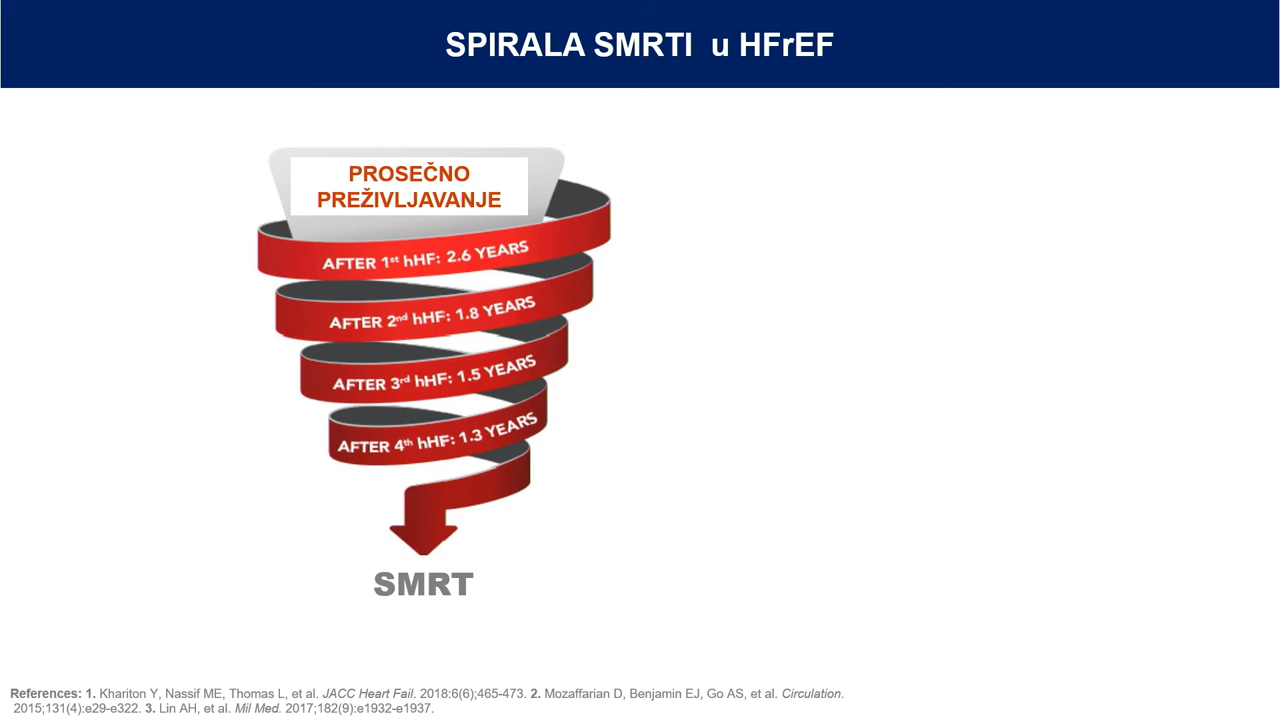 SPIRALA SMRTI u HFrEF
PROSEČNO
PREŽIVLJAVANJE
AFTER 1st hHF: 2.6 YEARS
AFTER 2nd hHF: 1.8 YEARS
AFTER 3rd hHF: 1.5 YEARS
AFTER 4th hHF: 1.3 YEARS
SMRT
References: 1. Khariton Y, Nassif ME, Thomas L, et al. JACC Heart Fail. 2018:6(6);465-473. 2. Mozaffarian D, Benjamin EJ, Go AS, et al. Circulation.
2015;131(4):e29-e322. 3. Lin AH, et al. Mil Med. 2017;182(9):e1932-e1937.